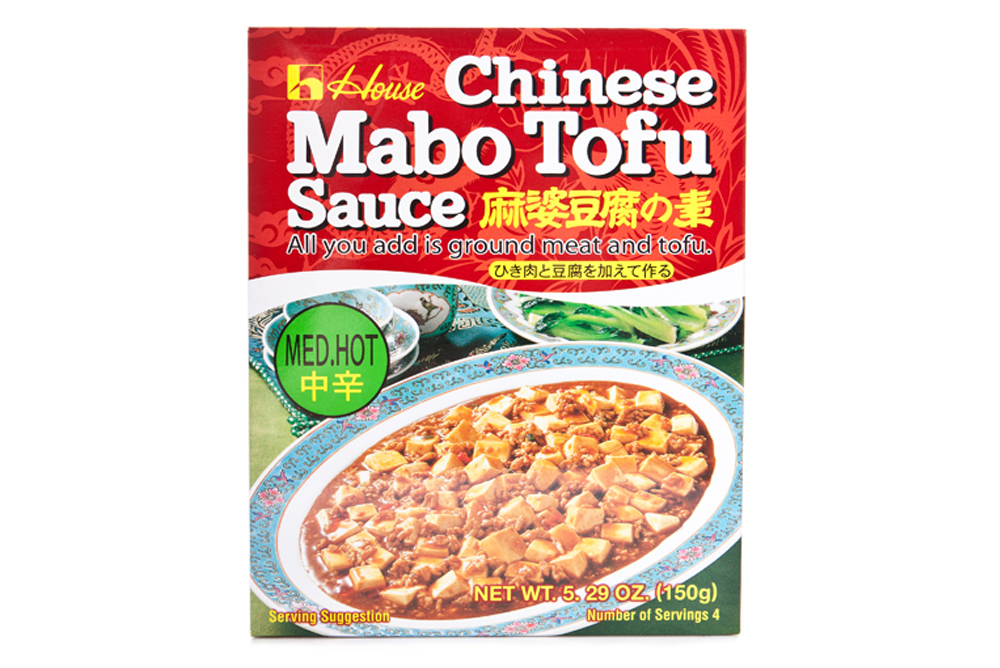 House Chinese
Mabo Tofu
Sauce 麻婆豆腐の素
All you add is ground meat and tofu.
ひき肉と豆腐を加えて作る
MED.HOT
中辛
NET WT. 5. 29 OZ. (150g)
Serving Suggestion Number of Servings 4